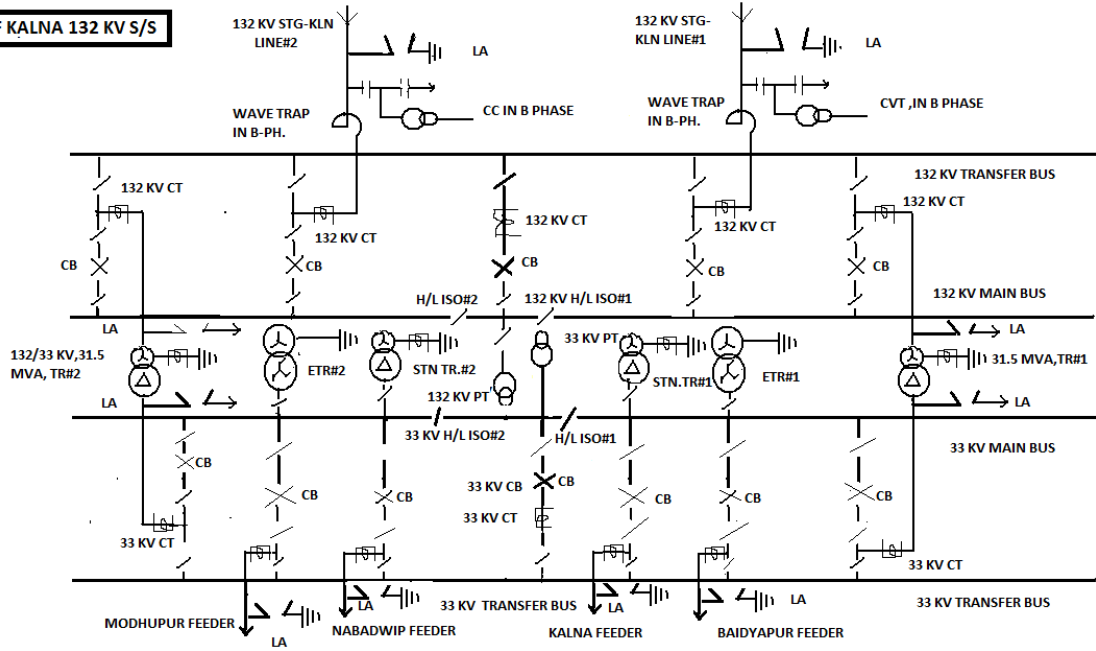 F KALNA 132 KV S/S
132 KV STG-KLN
LINE#2
132 KV STG-
KLN LINE#1
LA
LA
WAVE TRAP
IN B-PH.
CC IN B PHASE
WAVE TRAP
IN B-PH.
CVT ,IN B PHASE
132 KV TRANSFER BUS
132 KV CT
132 KV CT
132 KV CT
132 KV CT
132 KV CT
CB
CB
CB
CB
CB
H/L ISO#2
132 KV H/L ISO#1
132 KV MAIN BUS
LA
LA
132/33 KV,31.5
MVA, TR#2
ETR#2
STN TR.#2
33 KV PT
STN.TR#1
ETR#1
31.5 MVA,TR#1
132 KV PT
LA
LA
33 KV H/L ISO#2
H/L ISO#1
33 KV MAIN BUS
CB
CB
CB
33 KV CB
CB
CB
CB
CB
33 KV CT
33 KV CT
33 KV CT
33 KV TRANSFER BUS
33 KV TRANSFER BUS
LA
LA
LA
LA
MODHUPUR FEEDER
NABADWIP FEEDER
KALNA FEEDER
BAIDYAPUR FEEDER